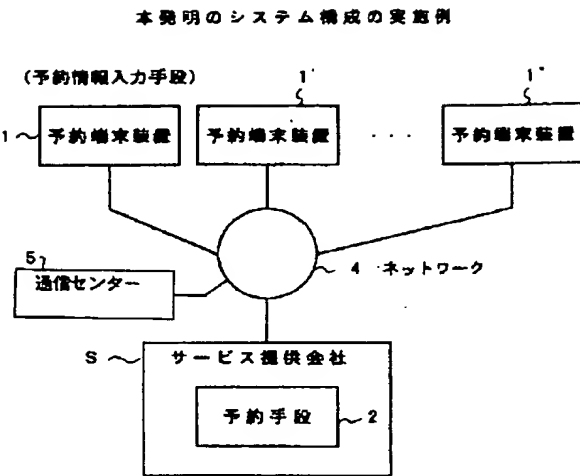 本発明のシステム構成の実施例
(予約情報入力手段)
1' 1"
1 予約端末装置 予約端末装置 ・・・ 予約端末装置
5
通信センター
4 ネットワーク
S サービス提供会社
予約手段 2